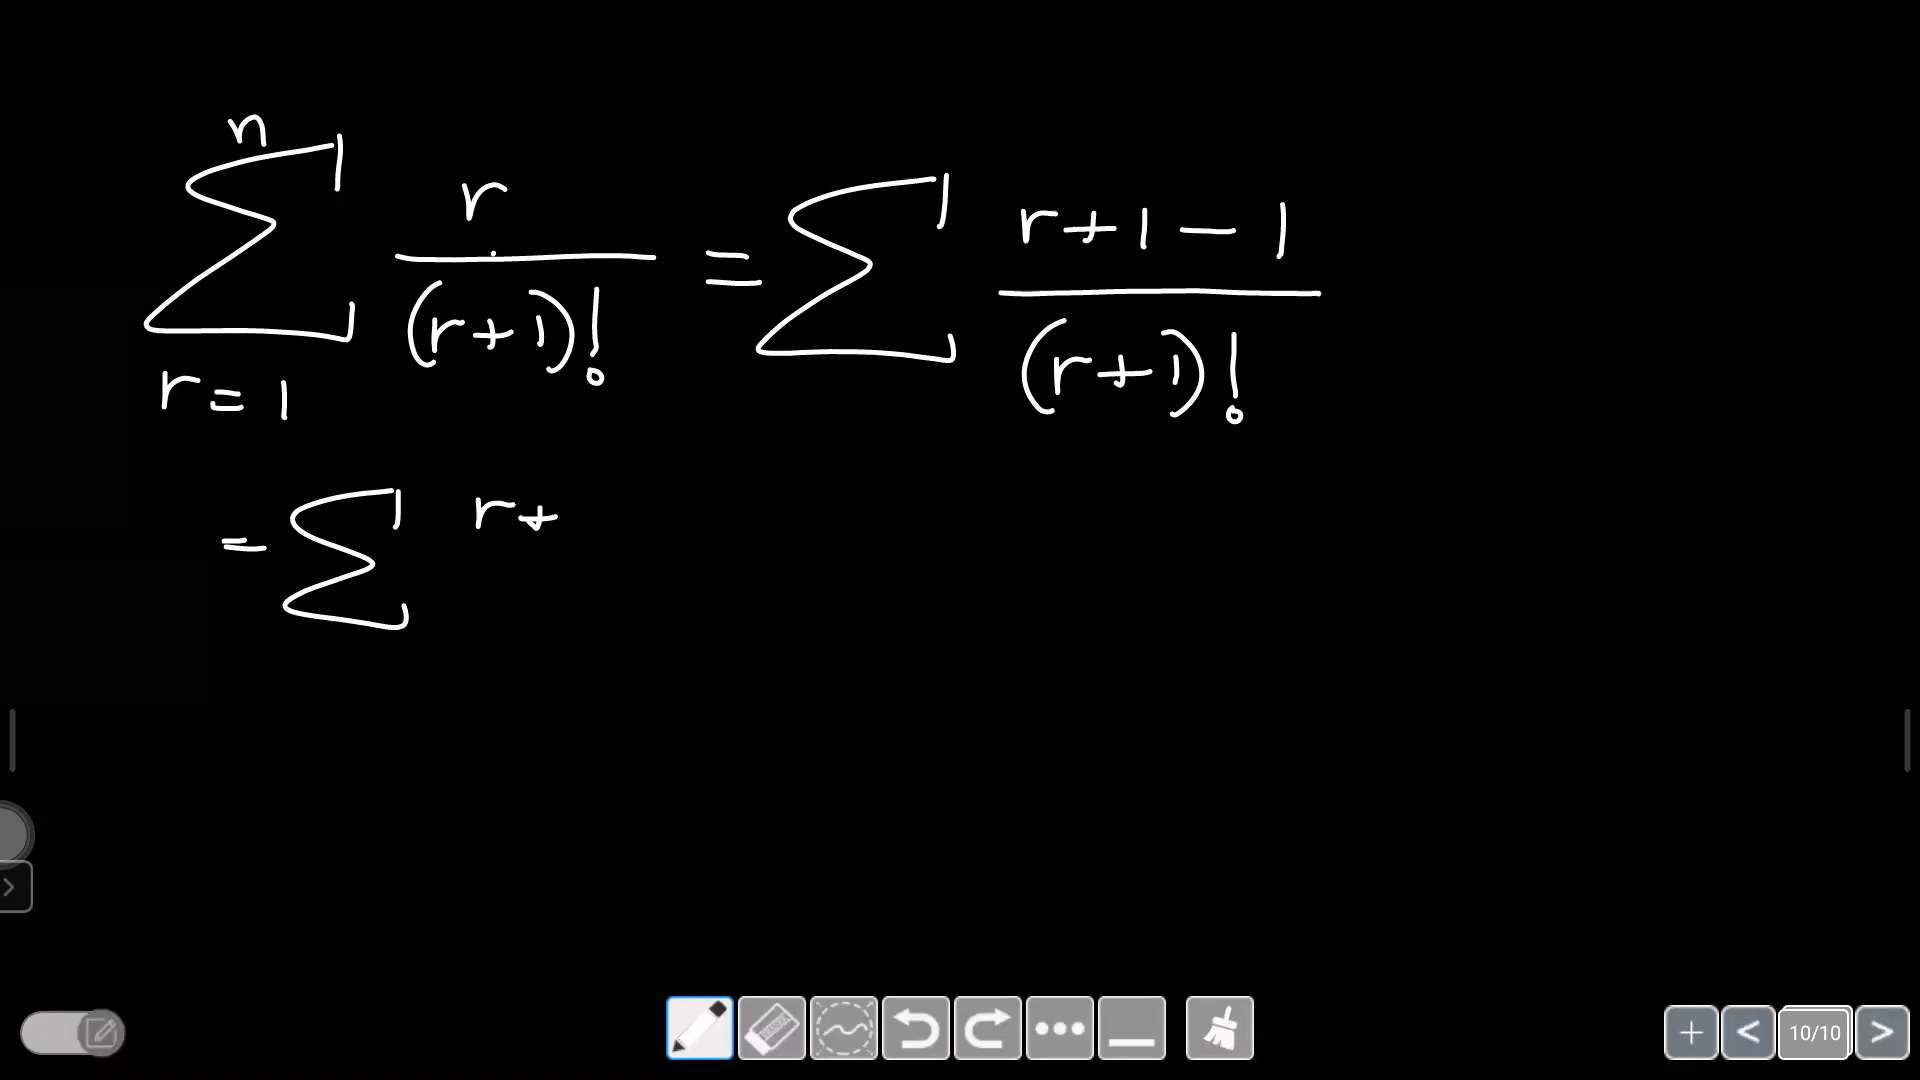 n
∑ r/(r+1)! = ∑ (r+1-1)/(r+1)!
r=1
= ∑ r+
10/10